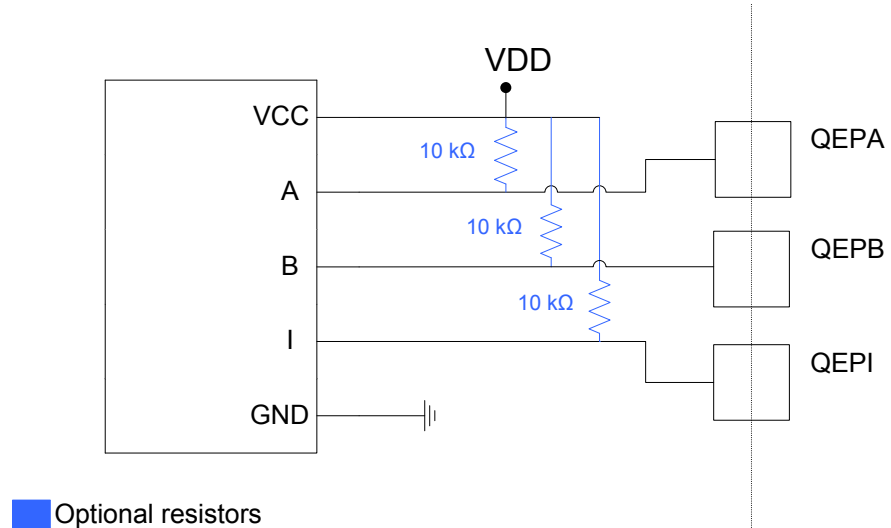 VDD
VCC
10 kΩ
QEPA
A
10 kΩ
QEPB
B
10 kΩ
I
QEPI
GND
Optional resistors